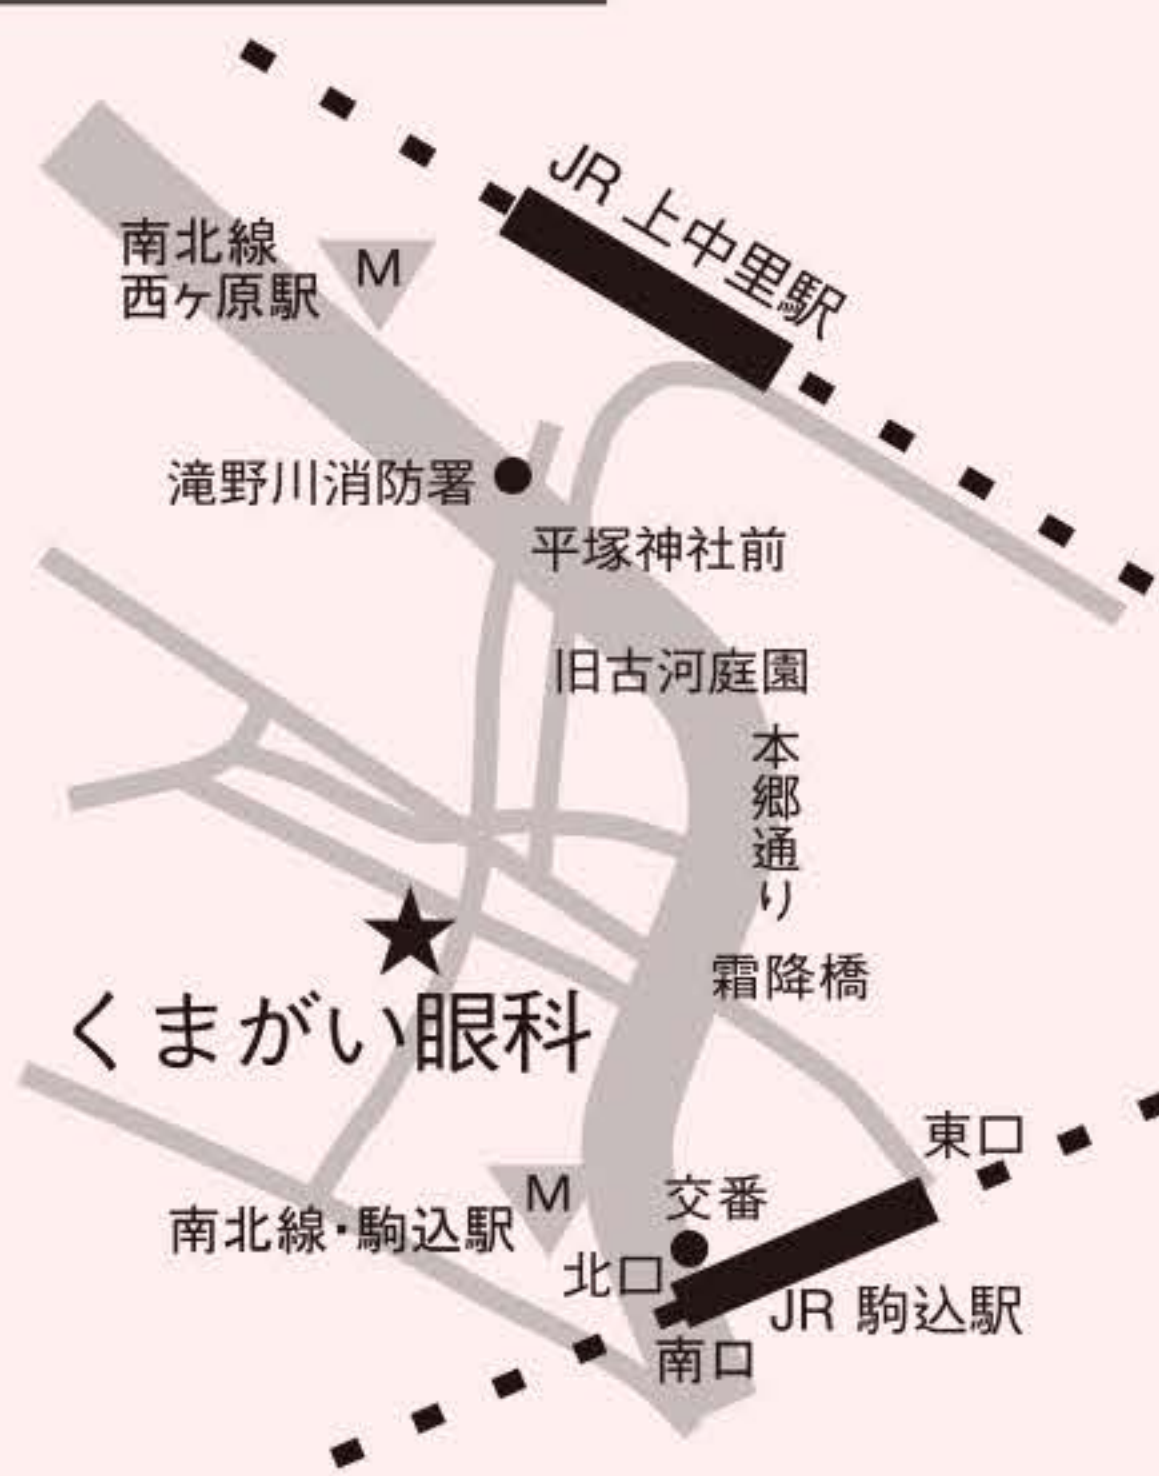 JR 上中里駅
南北線
西ヶ原駅
M
滝野川消防署
平塚神社前
旧古河庭園
本郷通り
霜降橋
くまがい眼科
東口
交番
M
南北線・駒込駅
北口
JR 駒込駅
南口